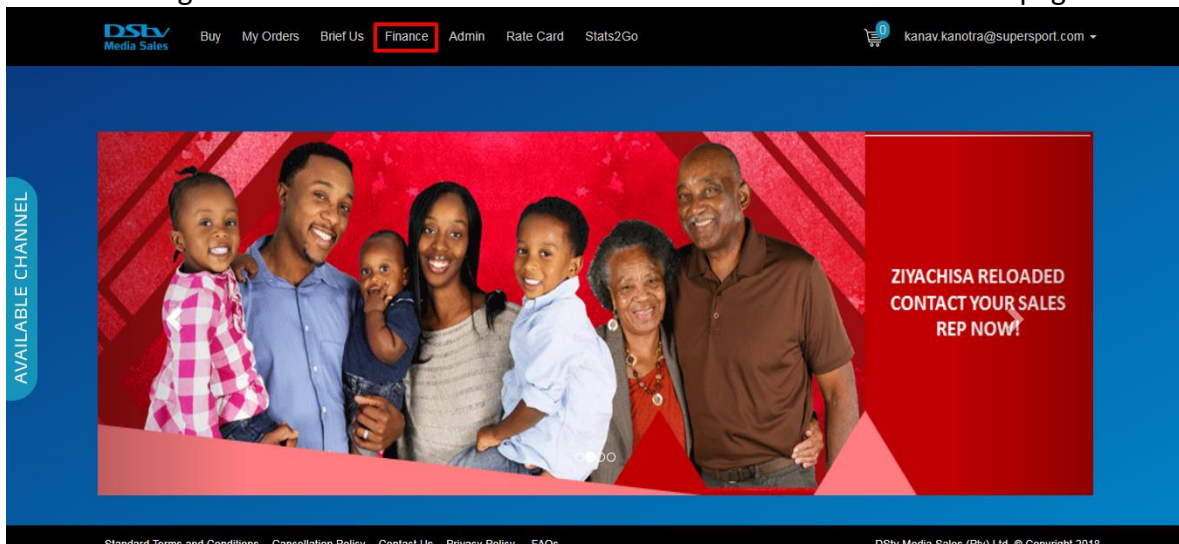 DStv
Media Sales
Buy My Orders Brief Us Finance Admin Rate Card Stats2Go
0
kanav.kanotra@supersport.com
AVAILABLE CHANNEL
ZIYACHISA RELOADED
CONTACT YOUR SALES
REP NOW!
Standard Terms and Conditions Cancellation Policy Contact Us Privacy Policy FAQs
DStv Media Sales (Pty) Ltd. © Copyright 2018